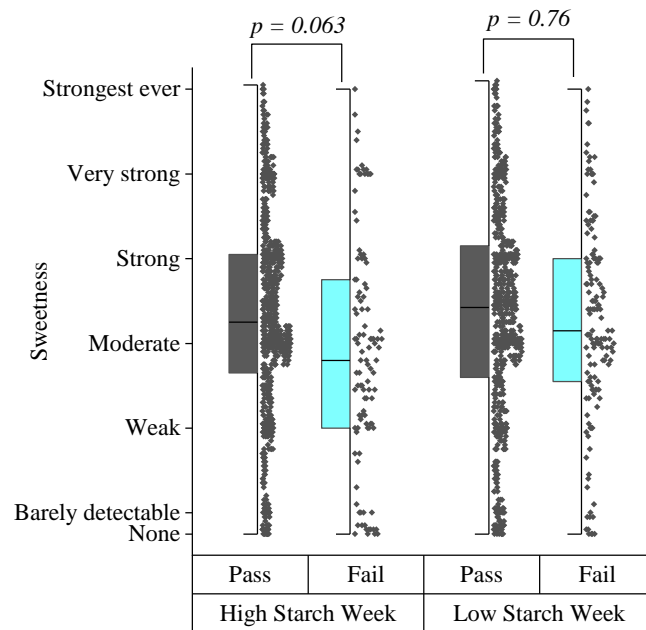 p = 0.063
p = 0.76
Strongest ever
Very strong
Strong
Moderate
Weak
Barely detectable
None
Sweetness
Pass
Fail
Pass
Fail
High Starch Week
Low Starch Week